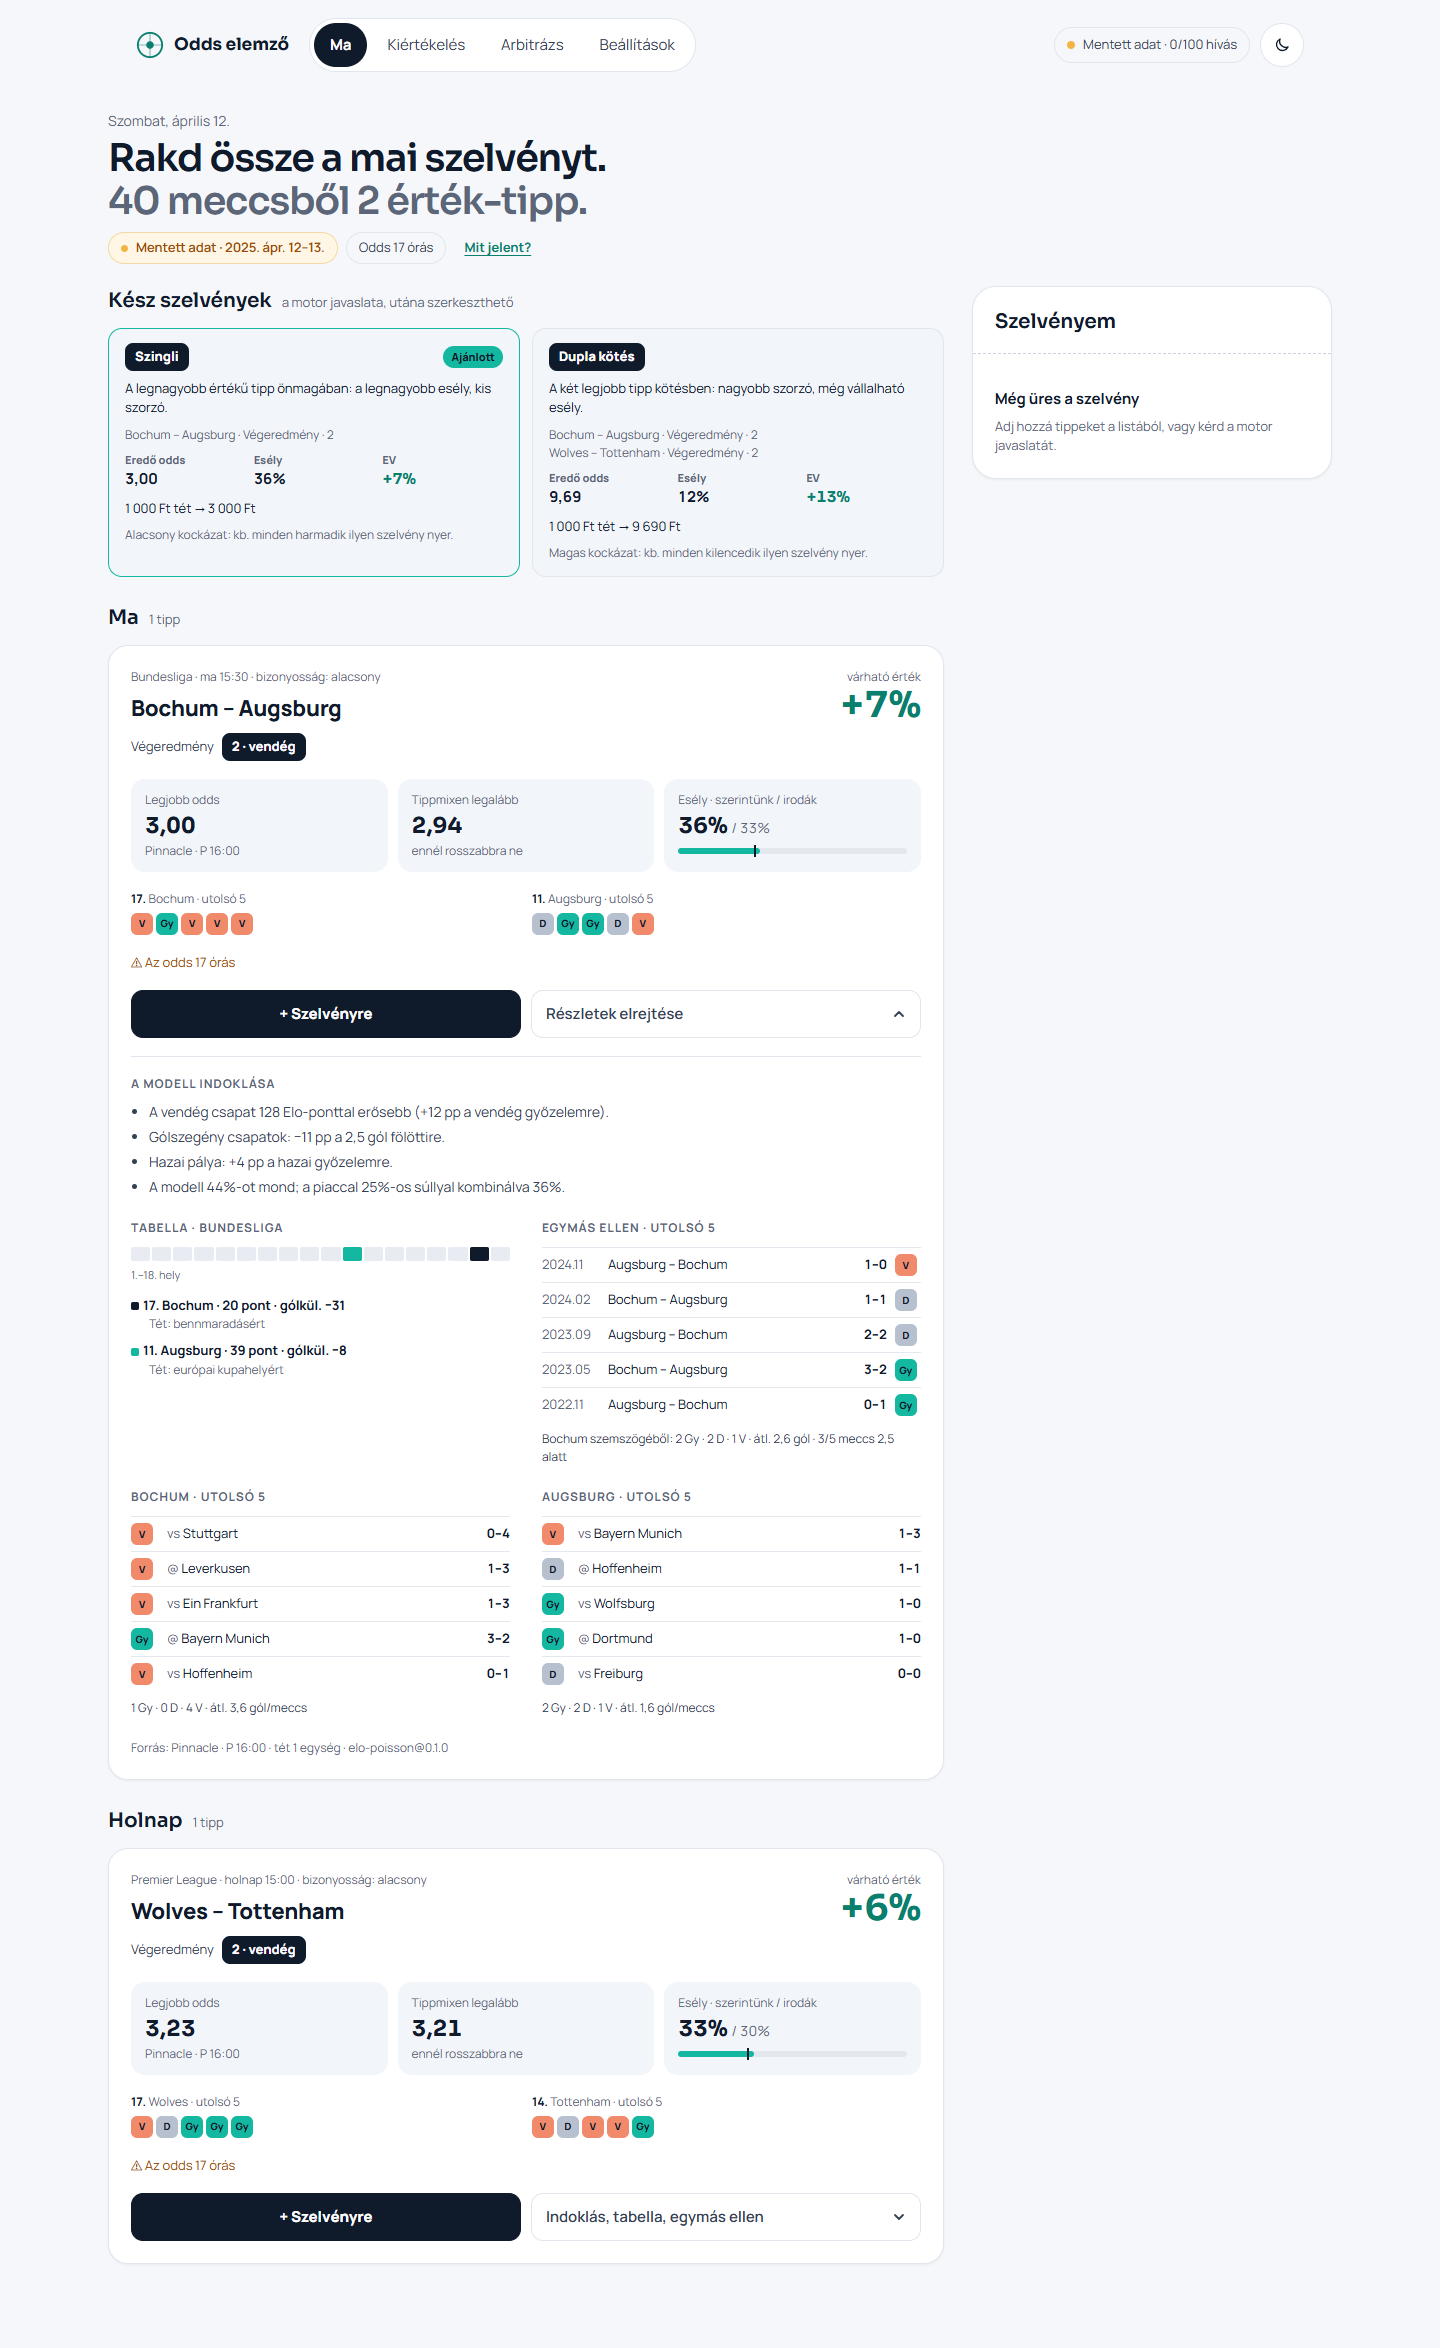 Odds elemző
Ma
Kiértékelés
Arbitrázs
Beállítások
Mentett adat · 0/100 hívás
Szombat, április 12.
Rakd össze a mai szelvényt.
40 meccsből 2 érték-tipp.
Mentett adat · 2025. ápr. 12–13.
Odds 17 órás
Mit jelent?
Kész szelvények a motor javaslata, utána szerkeszthető
Szingli
Ajánlott
A legnagyobb értékű tipp önmagában: a legnagyobb esély, kis
szorzó.
Bochum – Augsburg · Végeredmény · 2
Eredő odds Esély EV
3,00 36% +7%
1 000 Ft tét → 3 000 Ft
Alacsony kockázat: kb. minden harmadik ilyen szelvény nyer.
Dupla kötés
A két legjobb tipp kötésben: nagyobb szorzó, még vállalható
esély.
Bochum – Augsburg · Végeredmény · 2
Wolves – Tottenham · Végeredmény · 2
Eredő odds Esély EV
9,69 12% +13%
1 000 Ft tét → 9 690 Ft
Magas kockázat: kb. minden kilencedik ilyen szelvény nyer.
Szelvényem
Még üres a szelvény
Adj hozzá tippeket a listából, vagy kérd a motor
javaslatát.
Ma 1 tipp
Bundesliga · ma 15:30 · bizonyosság: alacsony
Bochum – Augsburg
várható érték
+7%
Végeredmény 2 · vendég
Legjobb odds
3,00
Pinnacle · P 16:00
Tippmixen legalább
2,94
ennél rosszabbra ne
Esély · szerintünk / irodák
36% / 33%
17. Bochum · utolsó 5
V Gy V V V
11. Augsburg · utolsó 5
D Gy Gy D V
⚠ Az odds 17 órás
+ Szelvényre
Részletek elrejtése
A MODELL INDOKLÁSA
• A vendég csapat 128 Elo-ponttal erősebb (+12 pp a vendég győzelemre).
• Gólszegény csapatok: −11 pp a 2,5 gól fölöttire.
• Hazai pálya: +4 pp a hazai győzelemre.
• A modell 44%-ot mond; a piaccal 25%-os súllyal kombinálva 36%.
TABELLA · BUNDESLIGA
1.–18. hely
17. Bochum · 20 pont · gólkül. −31
Tét: bennmaradásért
11. Augsburg · 39 pont · gólkül. −8
Tét: európai kupahelyért
EGYMÁS ELLEN · UTOLSÓ 5
2024.11 Augsburg – Bochum 1–0 V
2024.02 Bochum – Augsburg 1–1 D
2023.09 Augsburg – Bochum 2–2 D
2023.05 Bochum – Augsburg 3–2 Gy
2022.11 Augsburg – Bochum 0–1 Gy
Bochum szemszögéből: 2 Gy · 2 D · 1 V · átl. 2,6 gól · 3/5 meccs 2,5
alatt
BOCHUM · UTOLSÓ 5
V vs Stuttgart 0–4
V @ Leverkusen 1–3
V vs Ein Frankfurt 1–3
Gy @ Bayern Munich 3–2
V vs Hoffenheim 0–1
1 Gy · 0 D · 4 V · átl. 3,6 gól/meccs
AUGSBURG · UTOLSÓ 5
V vs Bayern Munich 1–3
D @ Hoffenheim 1–1
Gy vs Wolfsburg 1–0
Gy @ Dortmund 1–0
D vs Freiburg 0–0
2 Gy · 2 D · 1 V · átl. 1,6 gól/meccs
Forrás: Pinnacle · P 16:00 · tét 1 egység · elo-poisson@0.1.0
Holnap 1 tipp
Premier League · holnap 15:00 · bizonyosság: alacsony
Wolves – Tottenham
várható érték
+6%
Végeredmény 2 · vendég
Legjobb odds
3,23
Pinnacle · P 16:00
Tippmixen legalább
3,21
ennél rosszabbra ne
Esély · szerintünk / irodák
33% / 30%
17. Wolves · utolsó 5
V D Gy Gy Gy
14. Tottenham · utolsó 5
V D V V Gy
⚠ Az odds 17 órás
+ Szelvényre
Indoklás, tabella, egymás ellen